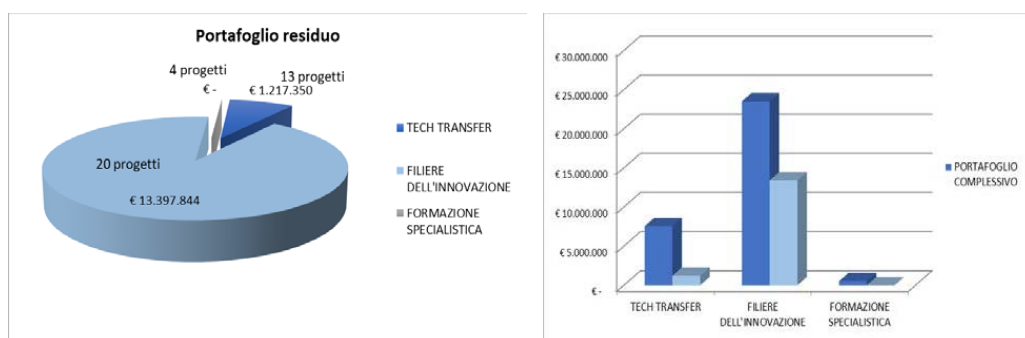 Portafoglio residuo
4 progetti
€ -
13 progetti
€ 1.217.350
20 progetti
€ 13.397.844
TECH TRANSFER
FILIERE
DELL'INNOVAZIONE
FORMAZIONE
SPECIALISTICA
€ 30.000.000
€ 25.000.000
€ 20.000.000
€ 15.000.000
€ 10.000.000
€ 5.000.000
€ -
TECH TRANSFER
FILIERE
DELL'INNOVAZIONE
FORMAZIONE
SPECIALISTICA
PORTAFOGLIO
COMPLESSIVO